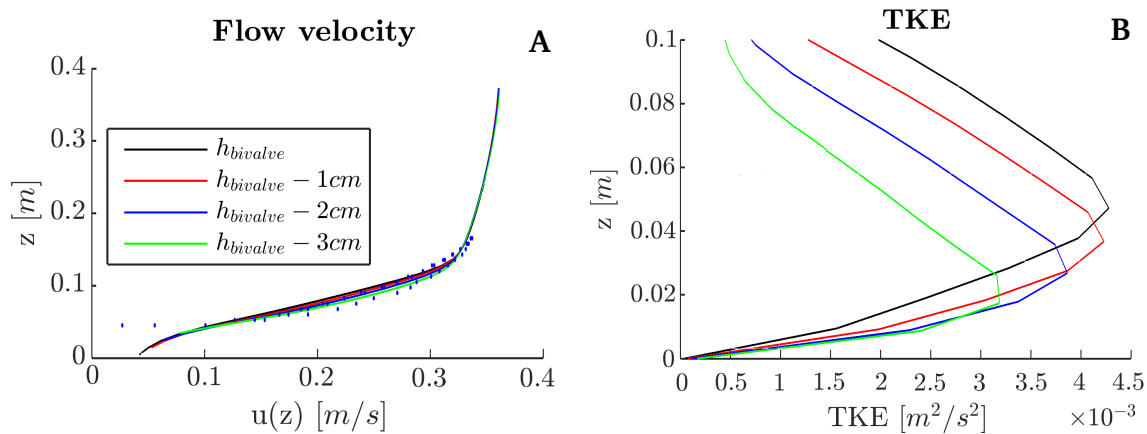 Flow velocity
A
0.4
0.3
0.2
0.1
0
z [m]
h_bivalve
h_bivalve − 1cm
h_bivalve − 2cm
h_bivalve − 3cm
0 0.1 0.2 0.3 0.4
u(z) [m/s]
TKE
B
0.1
0.08
0.06
0.04
0.02
0
z [m]
0 0.5 1 1.5 2 2.5 3 3.5 4 4.5
TKE [m²/s²]
×10⁻³